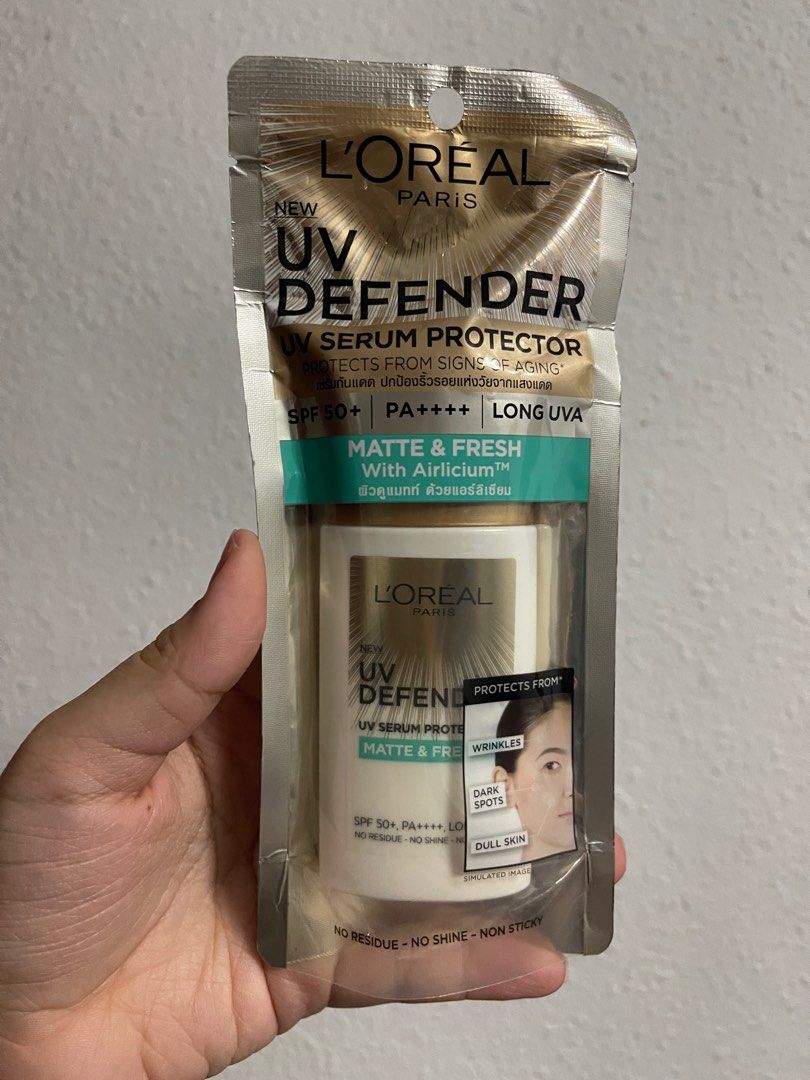 L'ORÉAL
PARIS
NEW
UV
DEFENDER
UV SERUM PROTECTOR
PROTECTS FROM SIGNS OF AGING*
เซรั่มกันแดด ปกป้องริ้วรอยแห่งวัยจากแสงแดด
SPF 50+ | PA++++ | LONG UVA
MATTE & FRESH
With Airlicium™
ผิวดูแมทท์ ด้วยแอร์ลิเซียม
L'ORÉAL
PARIS
NEW
UV
DEFEND
UV SERUM PROTE
MATTE & FRE
SPF 50+, PA++++, LO
NO RESIDUE - NO SHINE - N
PROTECTS FROM*
WRINKLES
DARK
SPOTS
DULL SKIN
SIMULATED IMAGE
NO RESIDUE - NO SHINE - NON STICKY